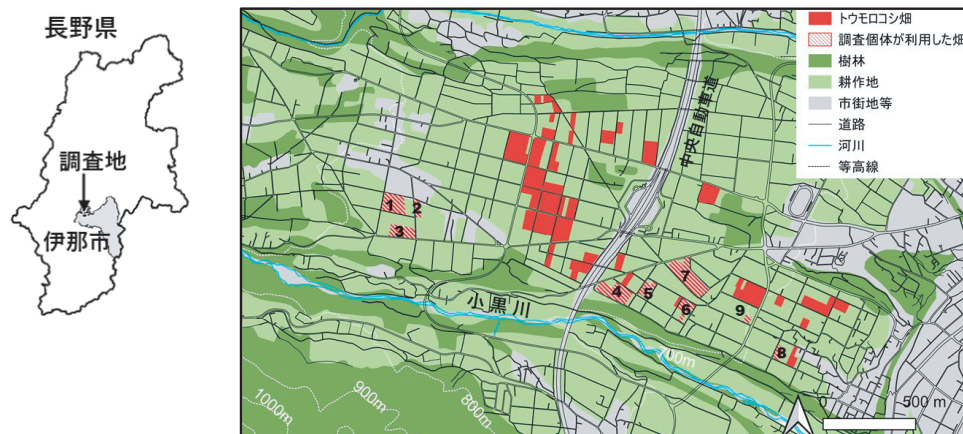 長野県
調査地
伊那市
トウモロコシ畑
調査個体が利用した畑
樹林
耕作地
市街地等
道路
河川
等高線
中央自動車道
1
2
3
4
5
6
7
8
9
小黒川
700m
800m
900m
1000m
0 500 m